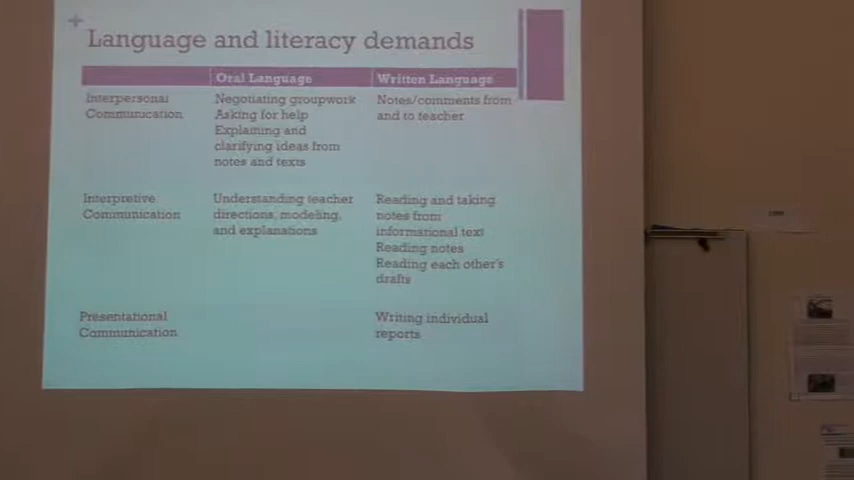 +
Language and literacy demands
Oral Language
Written Language
Interpersonal
Communication
Negotiating groupwork
Asking for help
Explaining and
clarifying ideas from
notes and texts
Notes/comments from
and to teacher
Interpretive
Communication
Understanding teacher
directions, modeling,
and explanations
Reading and taking
notes from
informational text
Reading notes
Reading each other's
drafts
Presentational
Communication
Writing individual
reports